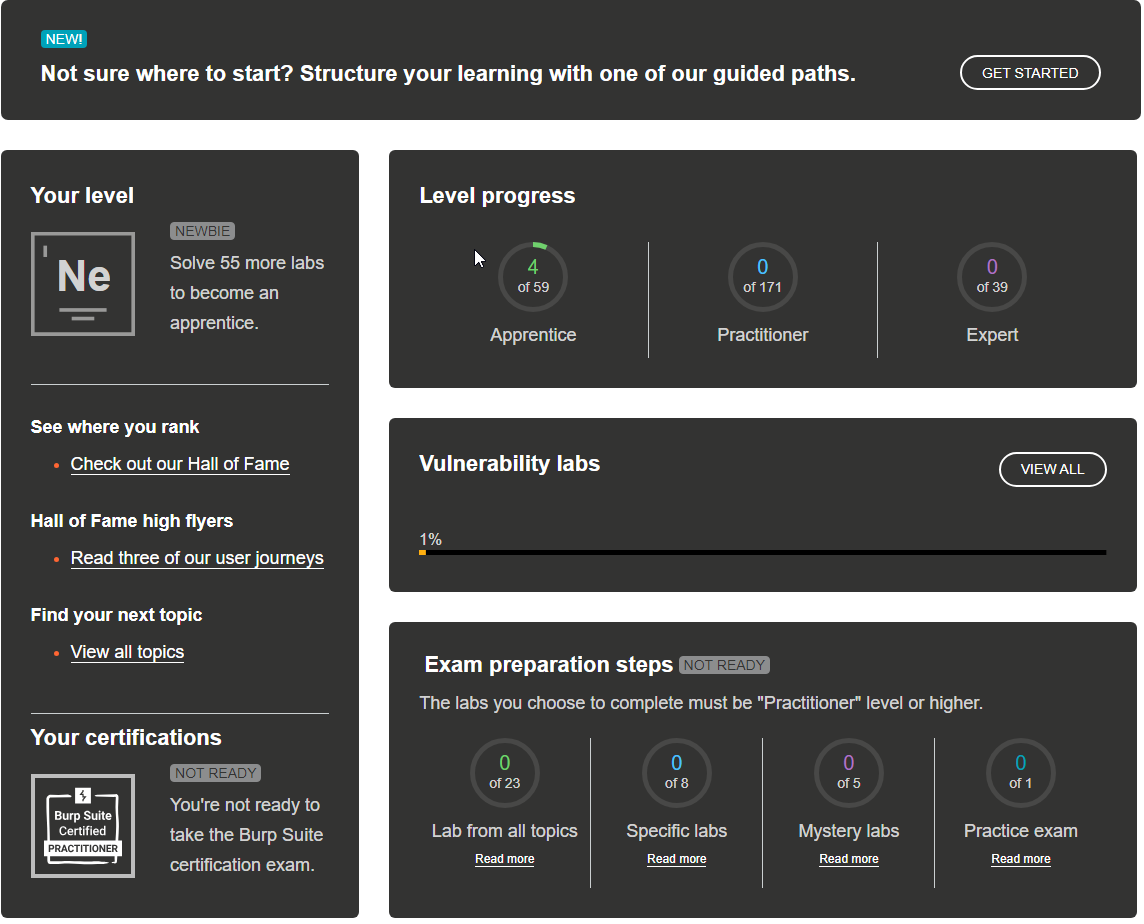 NEW!
Not sure where to start? Structure your learning with one of our guided paths.
GET STARTED
Your level
Ne
NEWBIE
Solve 55 more labs
to become an
apprentice.
See where you rank
Check out our Hall of Fame
Hall of Fame high flyers
Read three of our user journeys
Find your next topic
View all topics
Your certifications
Burp Suite
Certified
PRACTITIONER
NOT READY
You're not ready to
take the Burp Suite
certification exam.
Level progress
4
of 59
Apprentice
0
of 171
Practitioner
0
of 39
Expert
Vulnerability labs
VIEW ALL
1%
Exam preparation steps NOT READY
The labs you choose to complete must be "Practitioner" level or higher.
0
of 23
Lab from all topics
Read more
0
of 8
Specific labs
Read more
0
of 5
Mystery labs
Read more
0
of 1
Practice exam
Read more